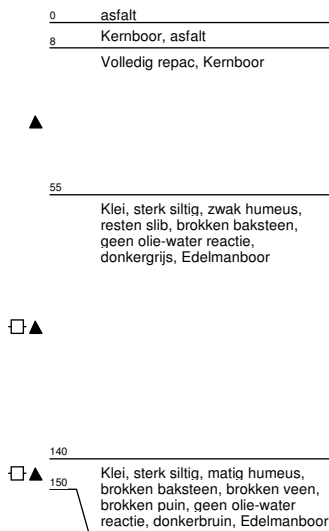 0
asfalt
8
Kernboor, asfalt
Volledig repac, Kernboor
55
Klei, sterk siltig, zwak humeus,
resten slib, brokken baksteen,
geen olie-water reactie,
donkergrijs, Edelmanboor
140
150
Klei, sterk siltig, matig humeus,
brokken baksteen, brokken veen,
brokken puin, geen olie-water
reactie, donkerbruin, Edelmanboor